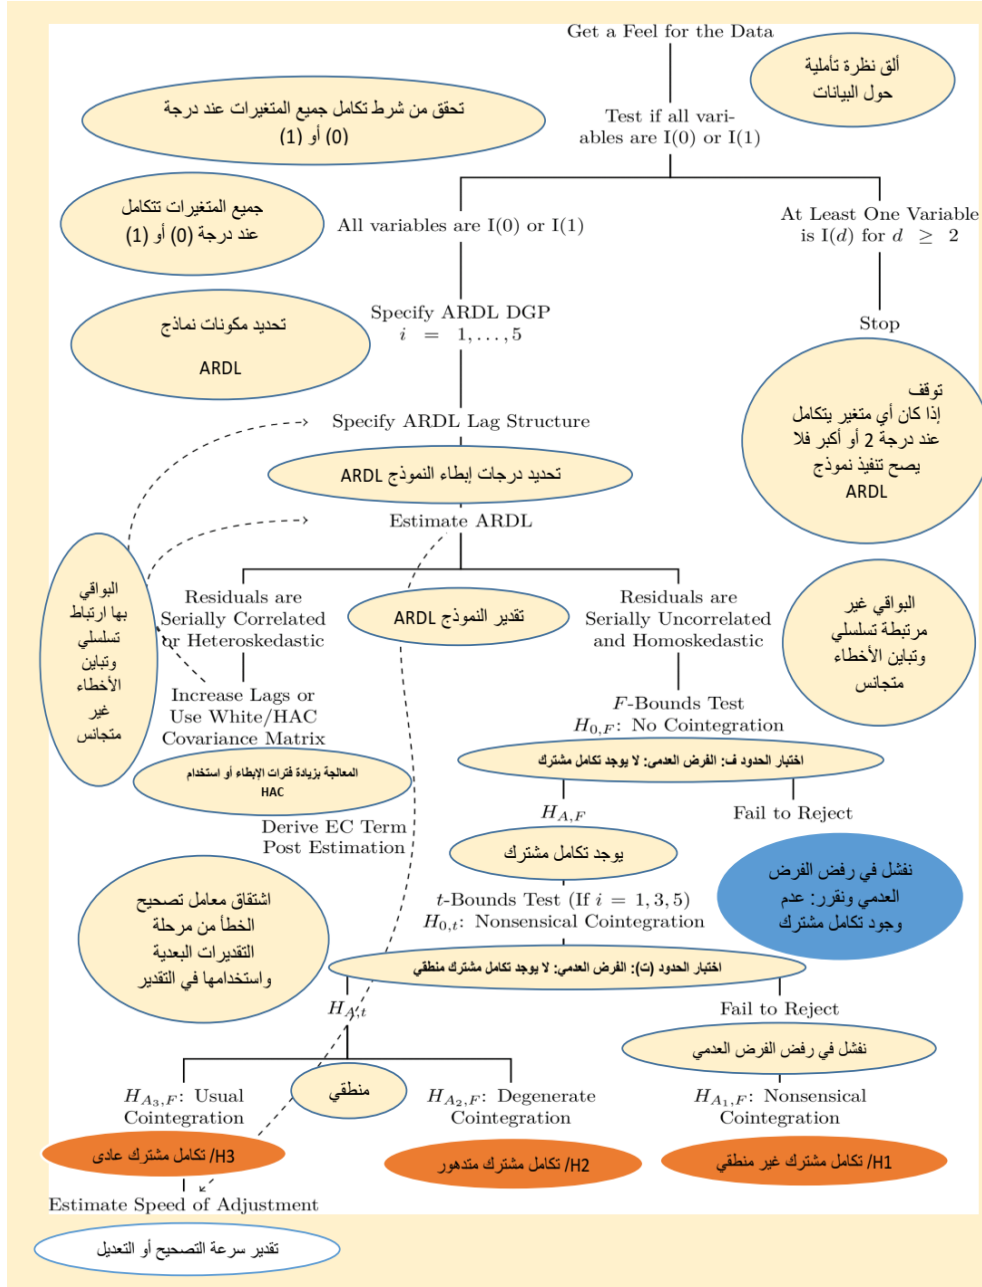 Get a Feel for the Data
ألق نظرة تأملية
حول البيانات
تحقق من شرط تكامل جميع المتغيرات عند درجة
(0) أو (1)
Test if all vari-
ables are I(0) or I(1)
جميع المتغيرات تتكامل
عند درجة (0) أو (1)
All variables are I(0) or I(1)
At Least One Variable
is I(d) for d ≥ 2
تحديد مكونات نماذج
ARDL
Specify ARDL DGP
i = 1, . . . , 5
Stop
توقف
إذا كان أي متغير يتكامل
عند درجة 2 أو أكبر فلا
يصح تنفيذ نموذج
ARDL
Specify ARDL Lag Structure
تحديد درجات إبطاء النموذج ARDL
Estimate ARDL
البواقي
بها ارتباط
تسلسلي
وتباين
الأخطاء
غير
متجانس
Residuals are
Serially Correlated
or Heteroskedastic
تقدير النموذج ARDL
Residuals are
Serially Uncorrelated
and Homoskedastic
البواقي غير
مرتبطة تسلسلي
وتباين الأخطاء
متجانس
Increase Lags or
Use White/HAC
Covariance Matrix
F-Bounds Test
H0,F: No Cointegration
المعالجة بزيادة فترات الإبطاء أو استخدام
HAC
اختبار الحدود ف: الفرض العدمي: لا يوجد تكامل مشترك
Derive EC Term
Post Estimation
HA,F
Fail to Reject
يوجد تكامل مشترك
نفشل في رفض الفرض
العدمي ونقرر: عدم
وجود تكامل مشترك
اشتقاق معامل تصحيح
الخطأ من مرحلة
التقديرات البعدية
واستخدامها في التقدير
t-Bounds Test (If i = 1, 3, 5)
H0,t: Nonsensical Cointegration
اختبار الحدود (ت): الفرض العدمي: لا يوجد تكامل مشترك منطقي
HA,t
Fail to Reject
نفشل في رفض الفرض العدمي
منطقي
HA3,F: Usual
Cointegration
HA2,F: Degenerate
Cointegration
HA1,F: Nonsensical
Cointegration
H3/ تكامل مشترك عادى
H2/ تكامل مشترك متدهور
H1/ تكامل مشترك غير منطقي
Estimate Speed of Adjustment
تقدير سرعة التصحيح أو التعديل